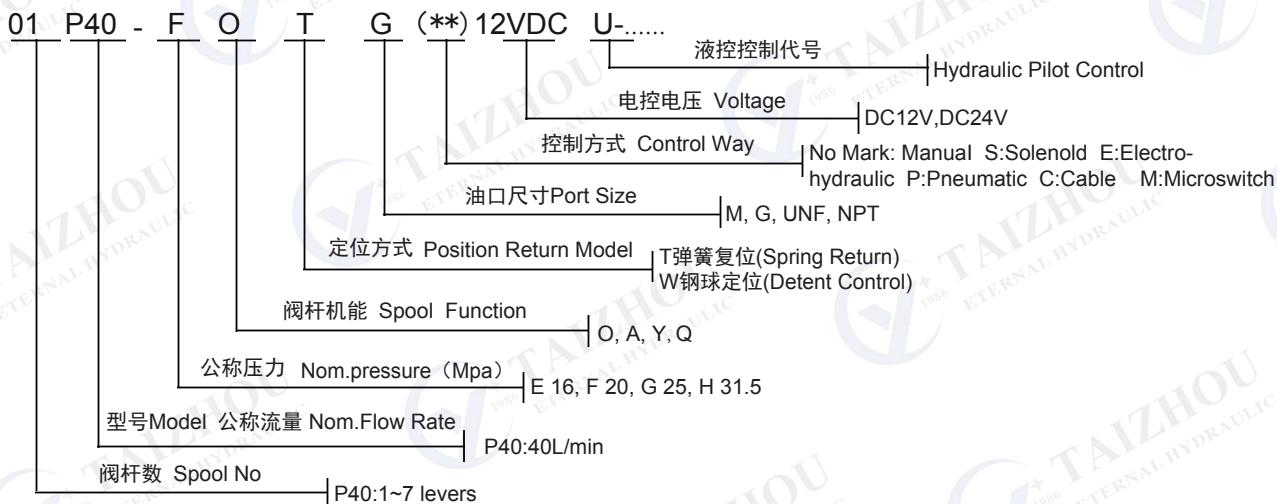 01 P40 - F O T G (**) 12VDC U-......
液控控制代号
Hydraulic Pilot Control
电控电压 Voltage
DC12V,DC24V
控制方式 Control Way
No Mark: Manual S:Solenold E:Electro-
hydraulic P:Pneumatic C:Cable M:Microswitch
油口尺寸Port Size
M, G, UNF, NPT
定位方式 Position Return Model
T弹簧复位(Spring Return)
W钢球定位(Detent Control)
阀杆机能 Spool Function
O, A, Y, Q
公称压力 Nom.pressure（Mpa）
E 16, F 20, G 25, H 31.5
型号Model 公称流量 Nom.Flow Rate
P40:40L/min
阀杆数 Spool No
P40:1~7 levers
TAIZHOU
ETERNAL HYDRAULIC
1986